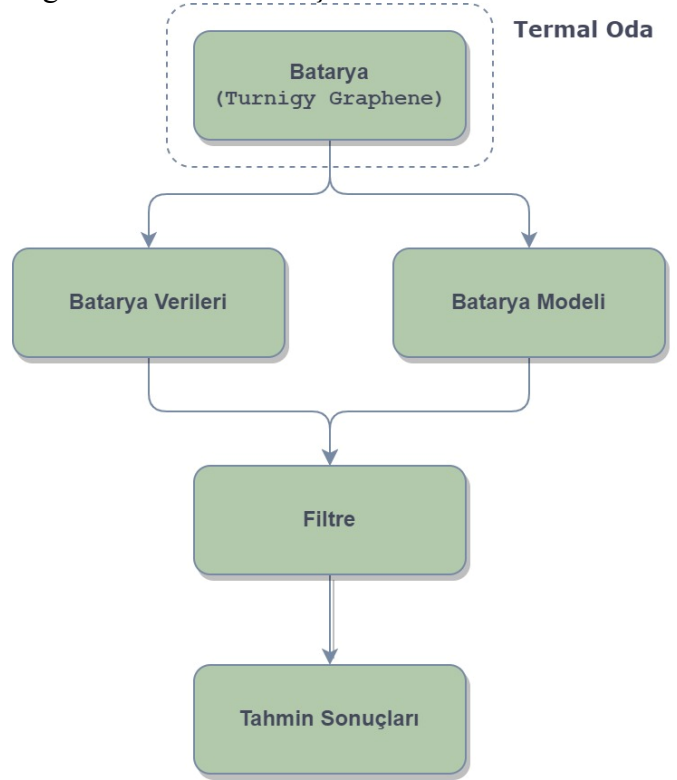 Termal Oda
Batarya
(Turnigy Graphene)
Batarya Verileri
Batarya Modeli
Filtre
Tahmin Sonuçları